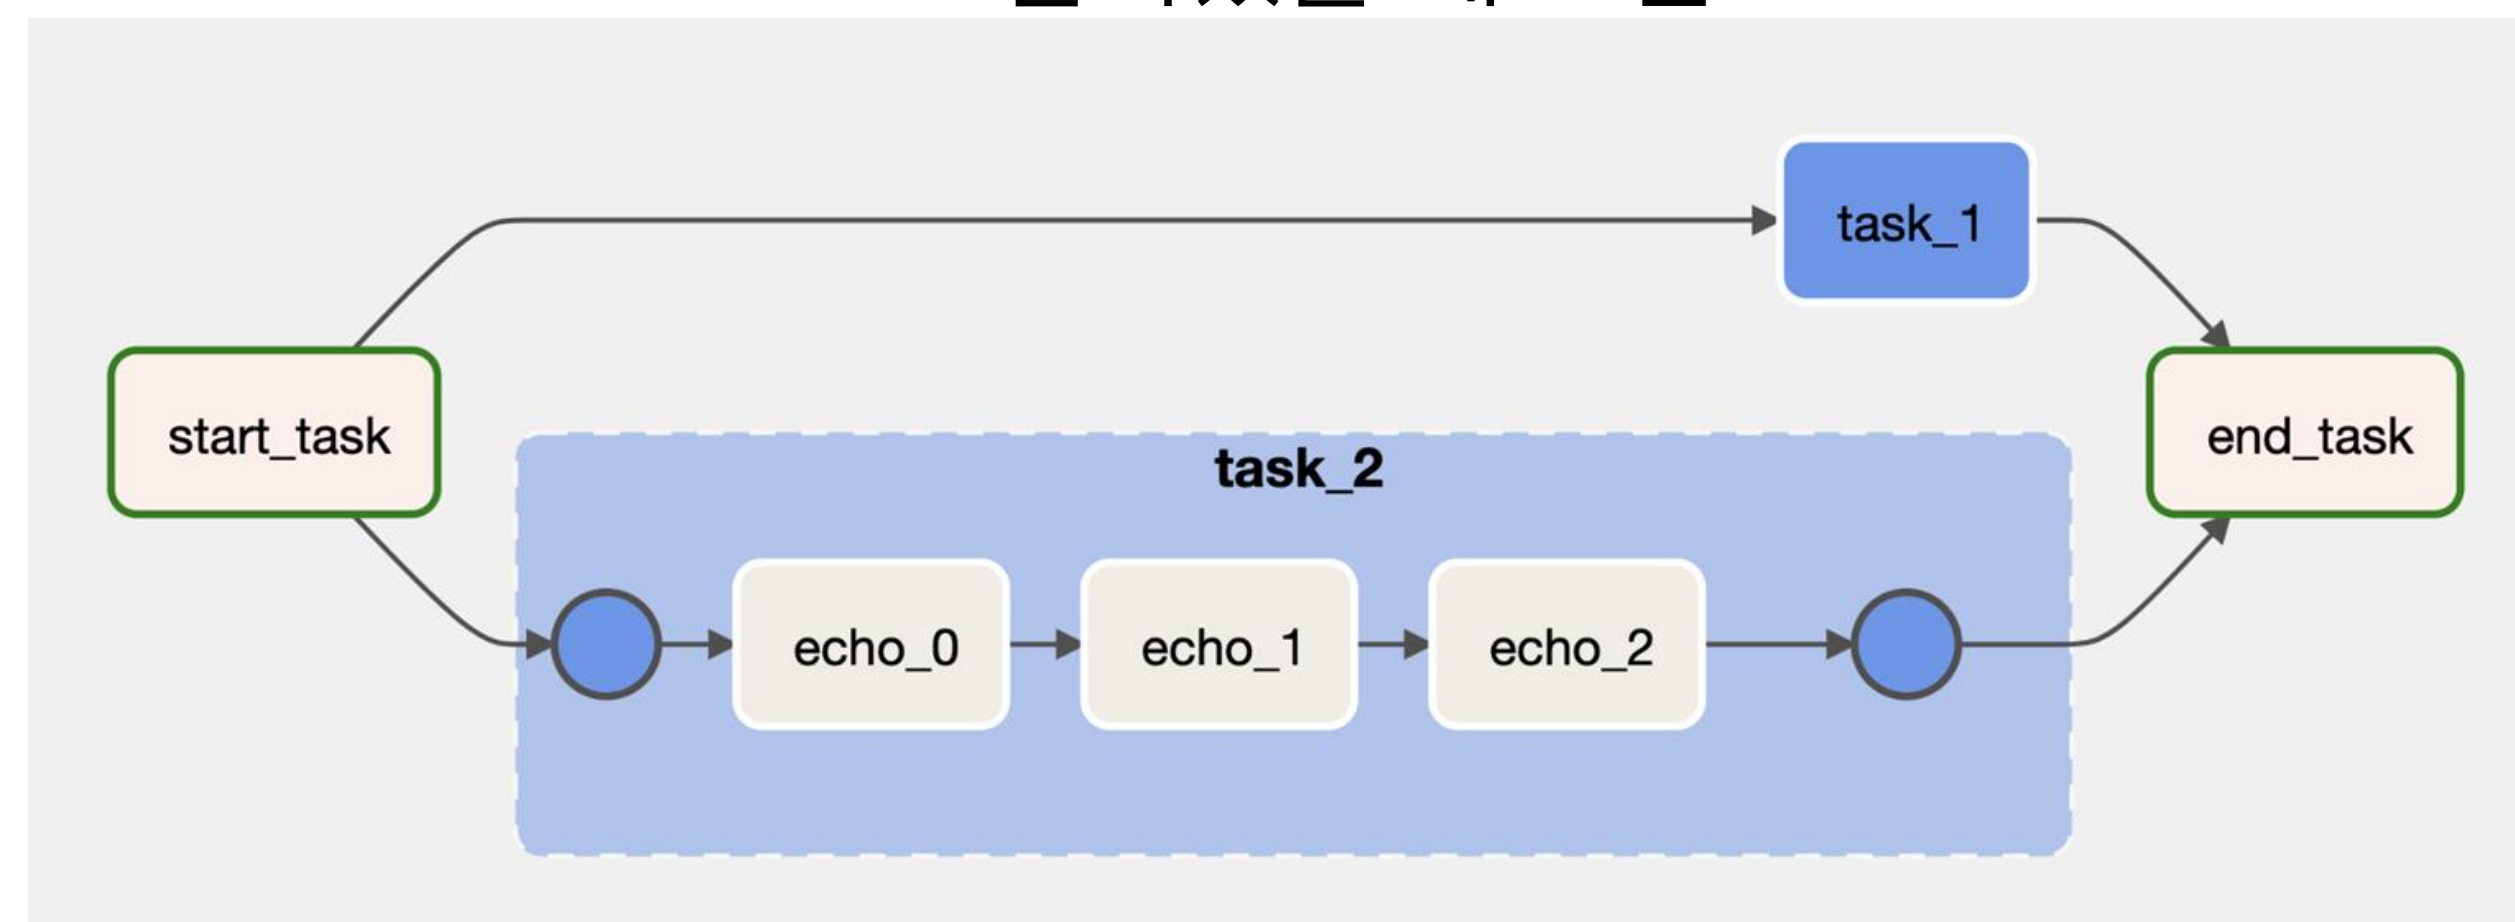 task_1
start_task
end_task
task_2
echo_0
echo_1
echo_2